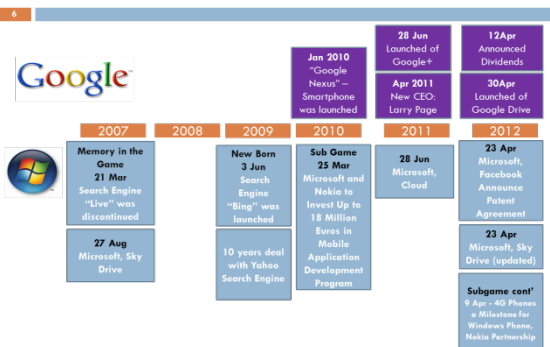 6
Google
Jan 2010
"Google
Nexus" –
Smartphone
was launched
28 Jun
Launched of
Google+
Apr 2011
New CEO:
Larry Page
12Apr
Announced
Dividends
30Apr
Launched of
Google Drive
2007
2008
2009
2010
2011
2012
Memory in the
Game
21 Mar
Search Engine
"Live" was
discontinued
27 Aug
Microsoft, Sky
Drive
New Born
3 Jun
Search
Engine
"Bing" was
launched
10 years deal
with Yahoo
Search Engine
Sub Game
25 Mar
Microsoft and
Nokia to
Invest Up to
18 Million
Euros in
Mobile
Application
Development
Program
28 Jun
Microsoft,
Cloud
23 Apr
Microsoft,
Facebook
Announce
Patent
Agreement
23 Apr
Microsoft, Sky
Drive (updated)
Subgame cont'
9 Apr - 4G Phones
a Milestone for
Windows Phone,
Nokia Partnership